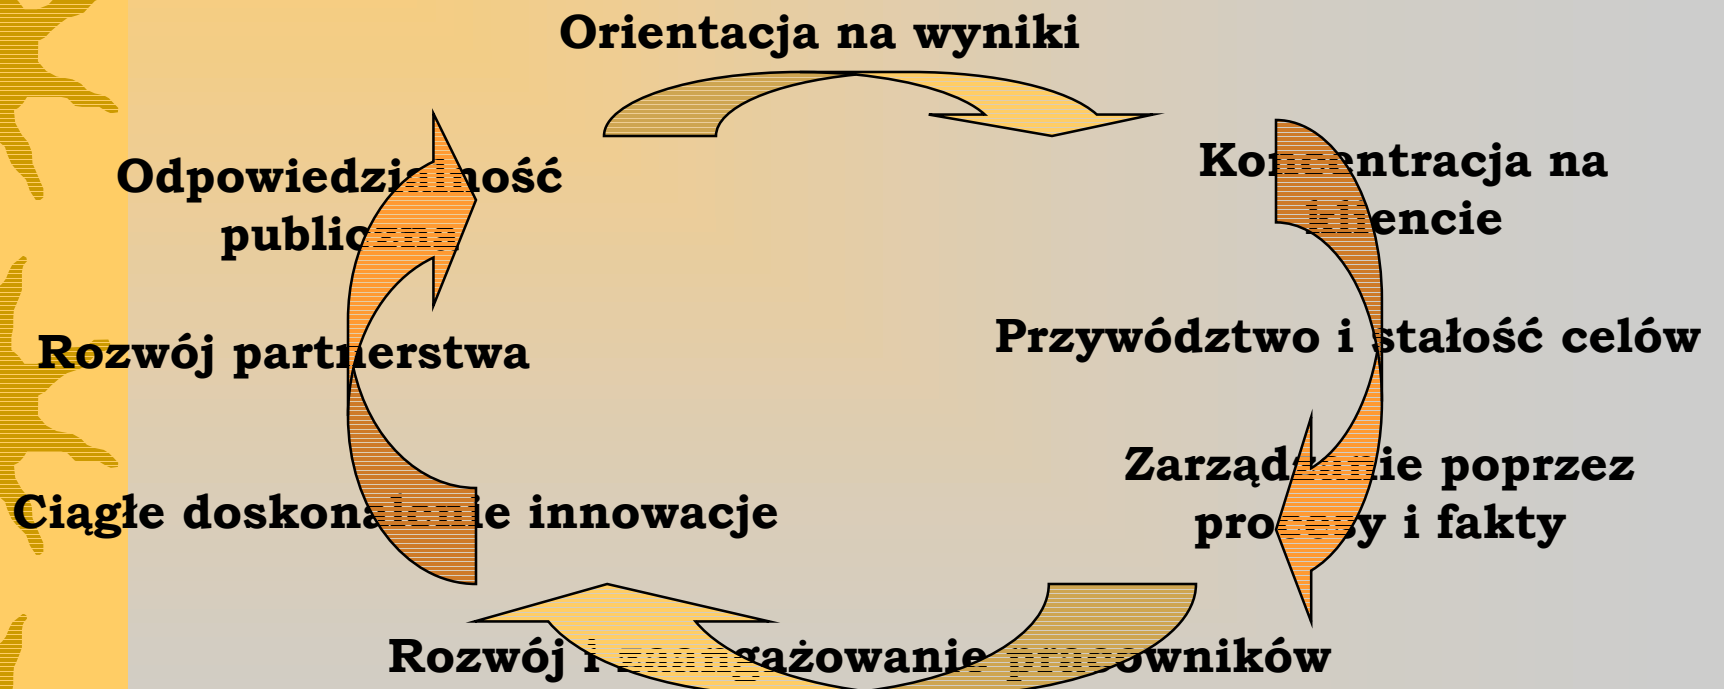 Orientacja na wyniki
Koncentracja na
kliencie
Przywództwo i stałość celów
Zarządzanie poprzez
procesy i fakty
Rozwój i zaangażowanie pracowników
Ciągłe doskonalenie innowacje
Rozwój partnerstwa
Odpowiedzialność
publiczna